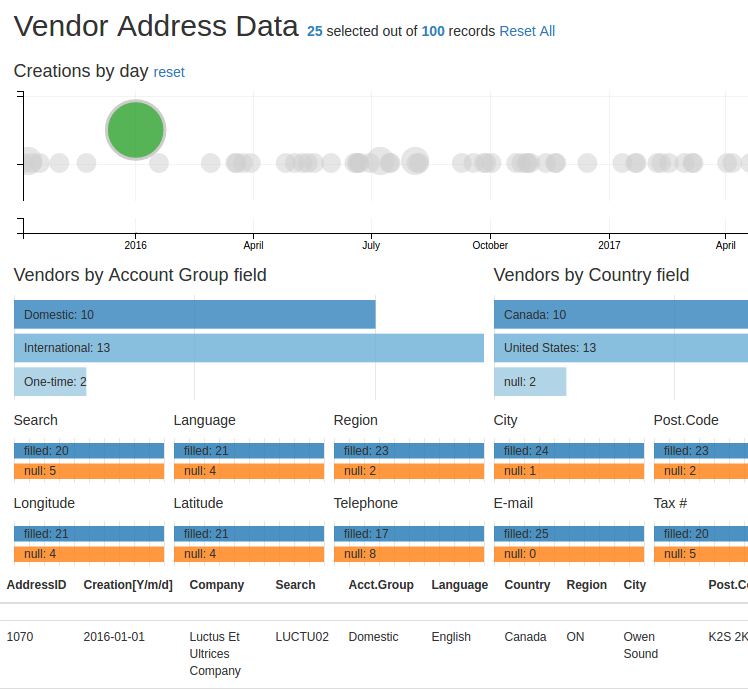 Vendor Address Data 25 selected out of 100 records Reset All
Creations by day reset
2016 April July October 2017 April
Vendors by Account Group field Vendors by Country field
Domestic: 10 Canada: 10
International: 13 United States: 13
One-time: 2 null: 2
Search Language Region City Post.Code
filled: 20 filled: 21 filled: 23 filled: 24 filled: 23
null: 5 null: 4 null: 2 null: 1 null: 2
Longitude Latitude Telephone E-mail Tax #
filled: 21 filled: 21 filled: 17 filled: 25 filled: 20
null: 4 null: 4 null: 8 null: 0 null: 5
AddressID Creation[Y/m/d] Company Search Acct.Group Language Country Region City
1070 2016-01-01 Luctus Et LUCTU02 Domestic English Canada ON Owen K2S
Ultrices Sound
Company